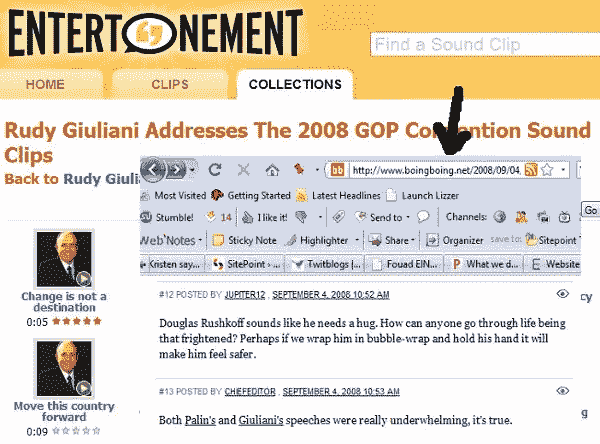 ENTERTONEMENT
Find a Sound Clip
HOME CLIPS COLLECTIONS
Rudy Giuliani Addresses The 2008 GOP Convention Sound
Clips
Back to Rudy Giuli
http://www.boingboing.net/2008/09/04
Most Visited Getting Started Latest Headlines Launch Lizzer
Stumble! 14 I like it! Send to Channels:
Go
Web'Notes Sticky Note Highlighter Share Organizer save to: Sitepoint
Kristen say... SitePoint › ... Twitblogs |... Fouad EIN... What we d... Website
#12 POSTED BY JUPITER12 , SEPTEMBER 4, 2008 10:52 AM
Change is not a
destination
0:05
Douglas Rushkoff sounds like he needs a hug. How can anyone go through life being
that frightened? Perhaps if we wrap him in bubble-wrap and hold his hand it will
make him feel safer.
#13 POSTED BY CHEFEDITOR , SEPTEMBER 4, 2008 10:53 AM
Move this country
forward
0:09
Both Palin's and Giuliani's speeches were really underwhelming, it's true.